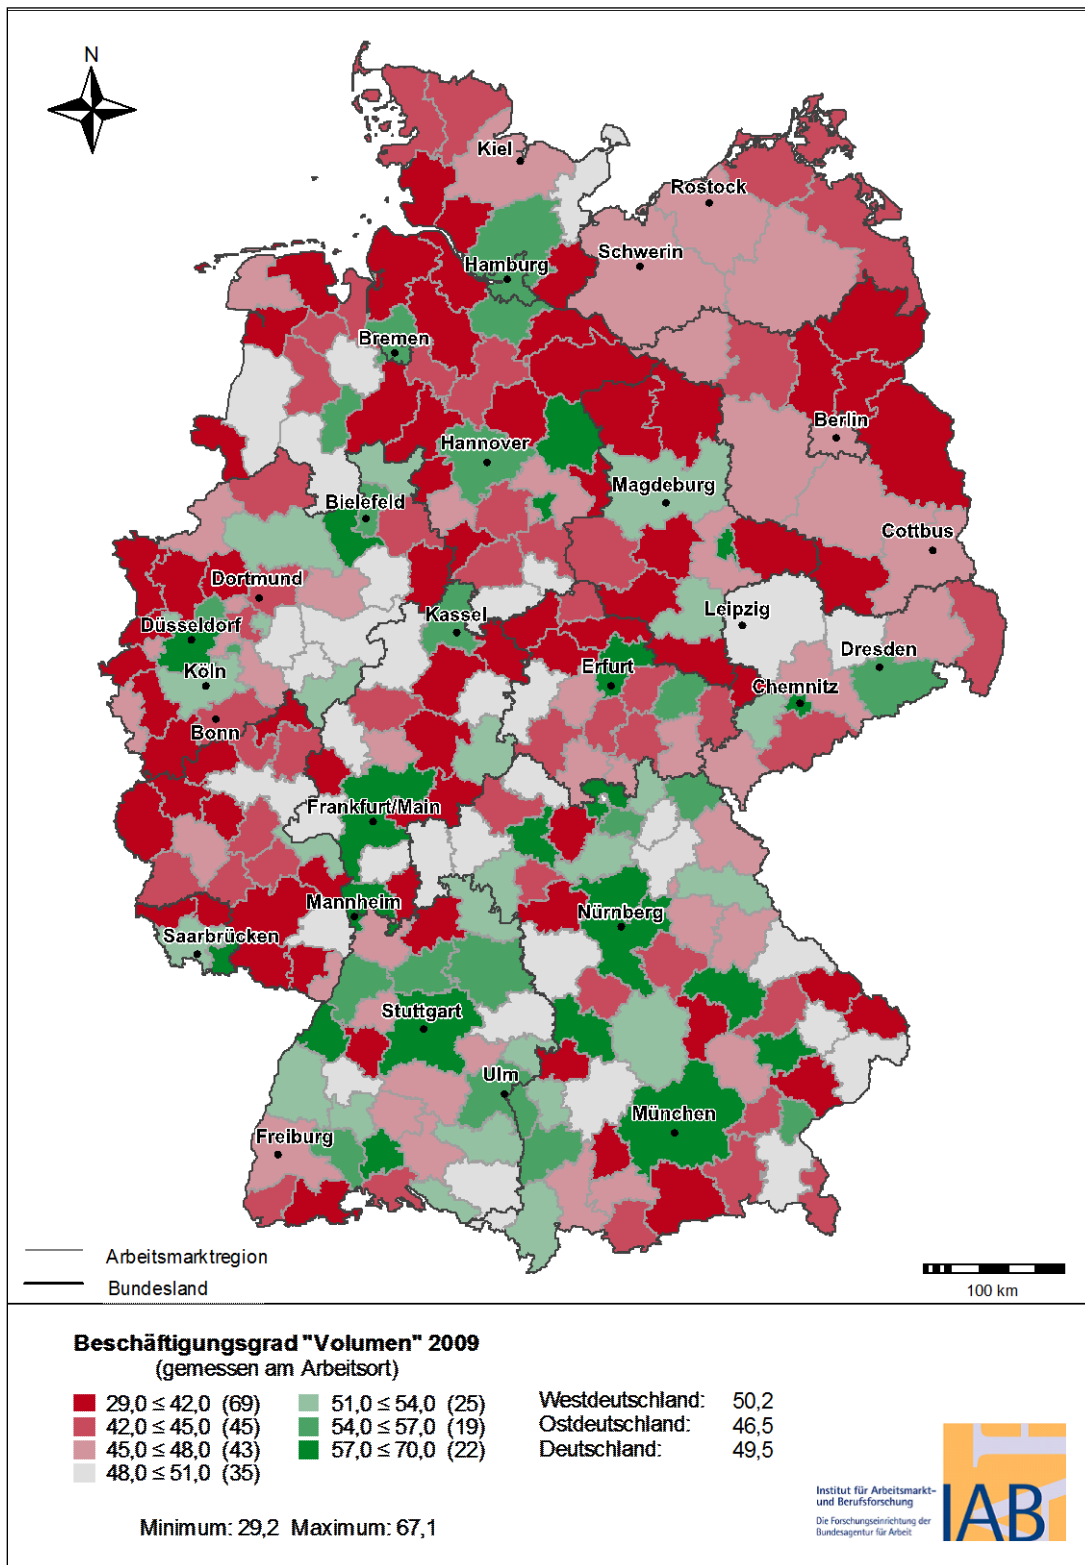 N
Kiel
Rostock
Schwerin
Hamburg
Bremen
Berlin
Hannover
Magdeburg
Bielefeld
Cottbus
Dortmund
Leipzig
Kassel
Düsseldorf
Dresden
Erfurt
Köln
Chemnitz
Bonn
Frankfurt/Main
Mannheim
Nürnberg
Saarbrücken
Stuttgart
Ulm
München
Freiburg
Arbeitsmarktregion
Bundesland
100 km
Beschäftigungsgrad "Volumen" 2009
(gemessen am Arbeitsort)
29,0 ≤ 42,0 (69)
42,0 ≤ 45,0 (45)
45,0 ≤ 48,0 (43)
48,0 ≤ 51,0 (35)
51,0 ≤ 54,0 (25)
54,0 ≤ 57,0 (19)
57,0 ≤ 70,0 (22)
Westdeutschland: 50,2
Ostdeutschland: 46,5
Deutschland: 49,5
Minimum: 29,2 Maximum: 67,1
Institut für Arbeitsmarkt-
und Berufsforschung
Die Forschungseinrichtung der
Bundesagentur für Arbeit
IAB